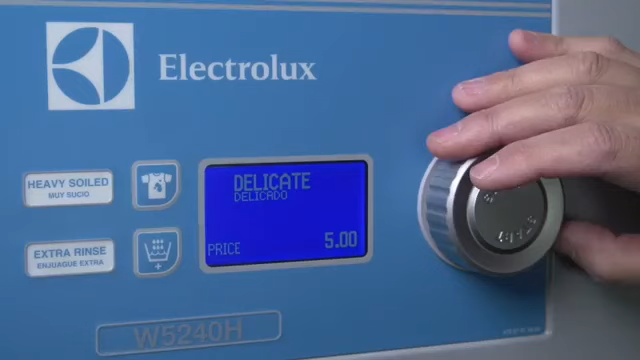 Electrolux
HEAVY SOILED
MUY SUCIO
DELICATE
DELICADO
EXTRA RINSE
ENJUAGUE EXTRA
PRICE 5.00
W5240H